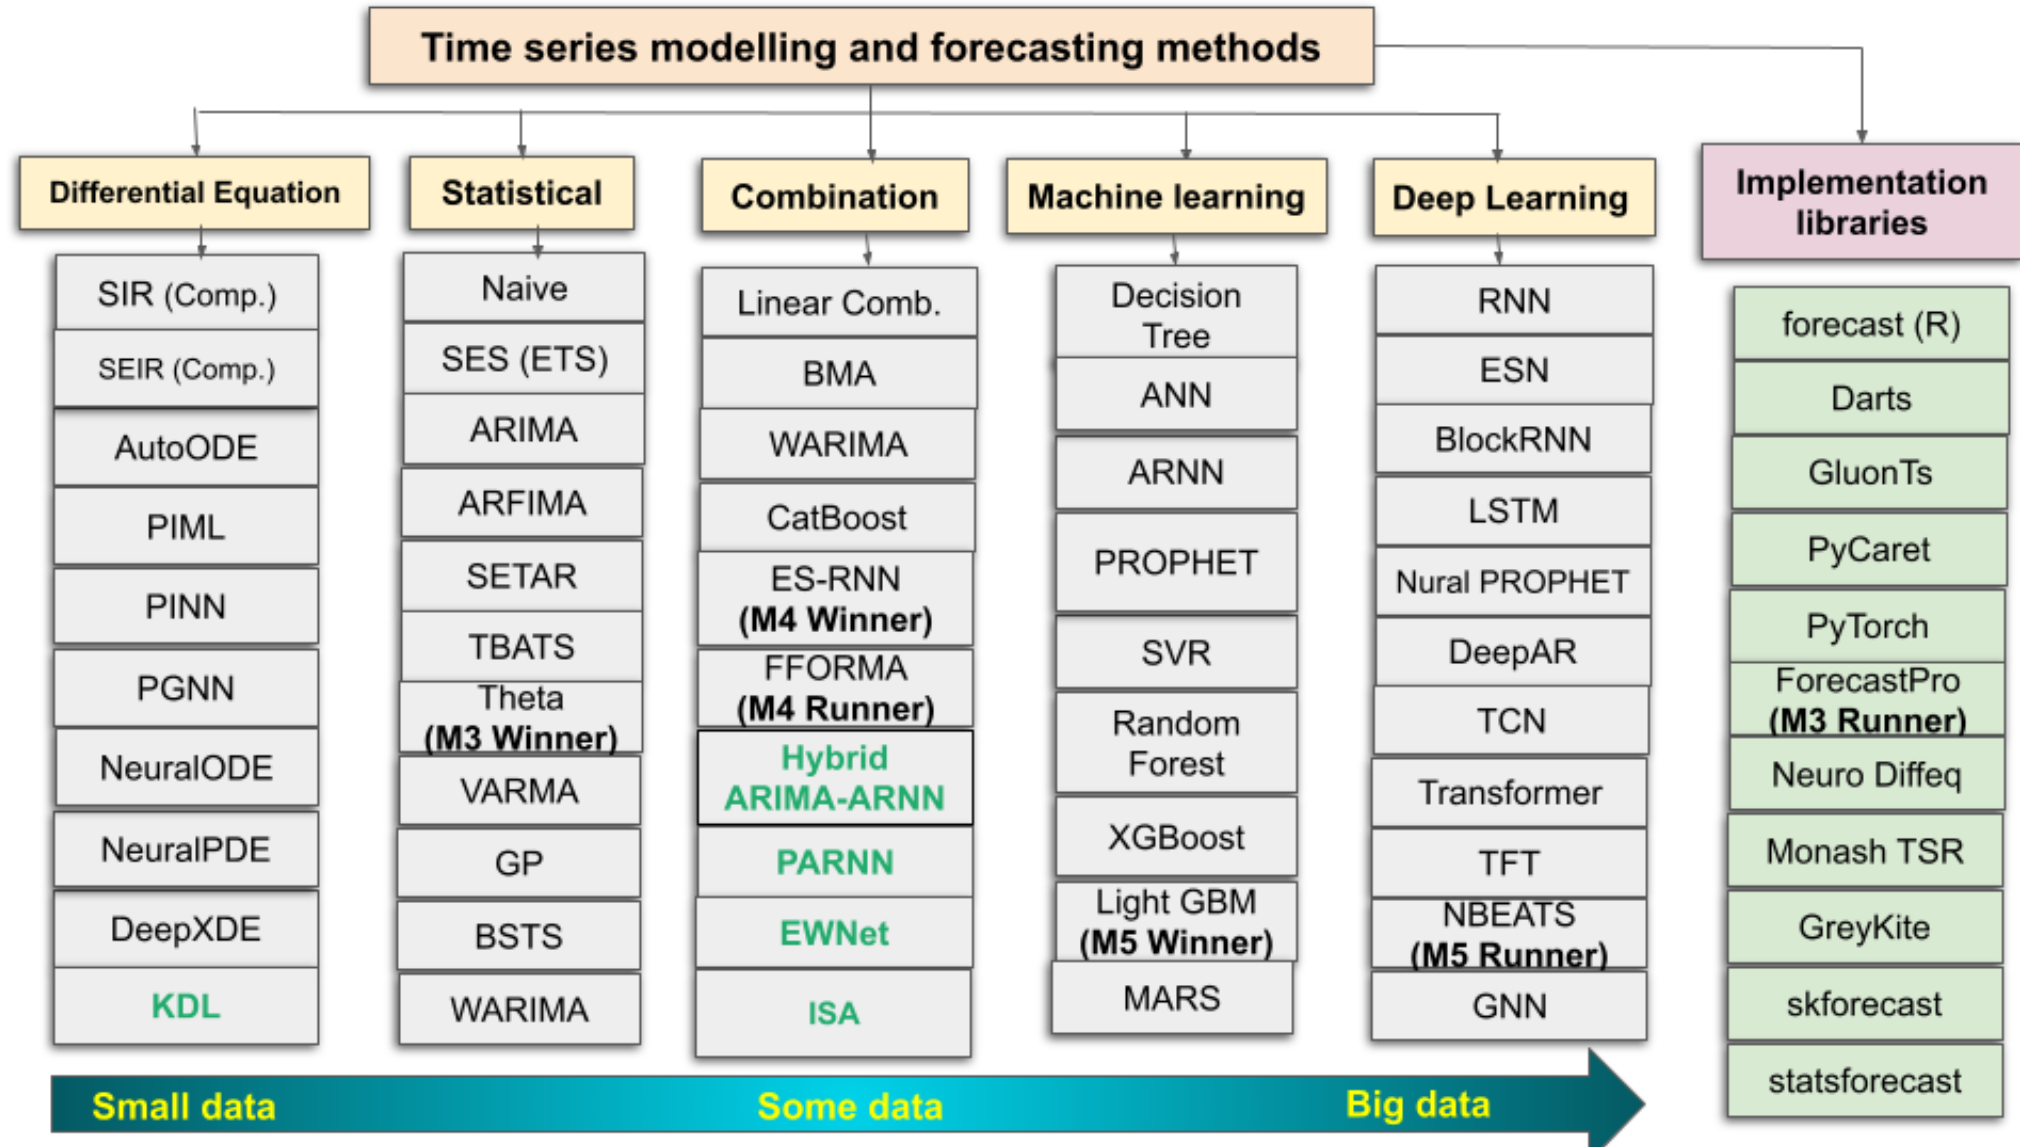 Time series modelling and forecasting methods
Differential Equation
SIR (Comp.)
SEIR (Comp.)
AutoODE
PIML
PINN
PGNN
NeuralODE
NeuralPDE
DeepXDE
KDL
Statistical
Naive
SES (ETS)
ARIMA
ARFIMA
SETAR
TBATS
Theta
(M3 Winner)
VARMA
GP
BSTS
WARIMA
Combination
Linear Comb.
BMA
WARIMA
CatBoost
ES-RNN
(M4 Winner)
FFORMA
(M4 Runner)
Hybrid
ARIMA-ARNN
PARNN
EWNet
ISA
Machine learning
Decision
Tree
ANN
ARNN
PROPHET
SVR
Random
Forest
XGBoost
Light GBM
(M5 Winner)
MARS
Deep Learning
RNN
ESN
BlockRNN
LSTM
Nural PROPHET
DeepAR
TCN
Transformer
TFT
NBEATS
(M5 Runner)
GNN
Implementation
libraries
forecast (R)
Darts
GluonTs
PyCaret
PyTorch
ForecastPro
(M3 Runner)
Neuro Diffeq
Monash TSR
GreyKite
skforecast
statsforecast
Small data
Some data
Big data